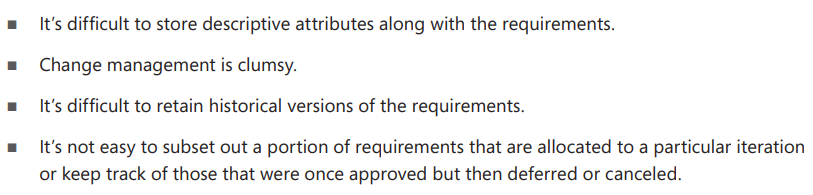 ▪ It’s difficult to store descriptive attributes along with the requirements.
▪ Change management is clumsy.
▪ It’s difficult to retain historical versions of the requirements.
▪ It’s not easy to subset out a portion of requirements that are allocated to a particular iteration
or keep track of those that were once approved but then deferred or canceled.